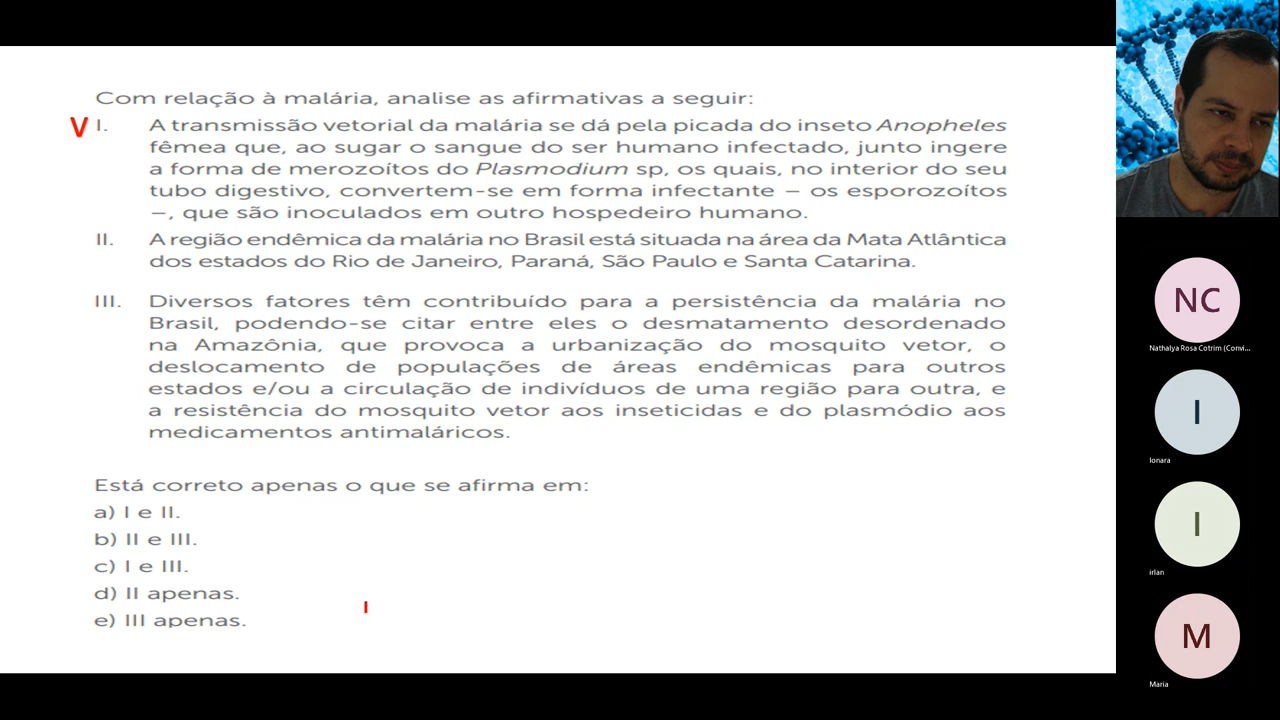 Com relação à malária, analise as afirmativas a seguir:
V I. A transmissão vetorial da malária se dá pela picada do inseto Anopheles
fêmea que, ao sugar o sangue do ser humano infectado, junto ingere
a forma de merozoítos do Plasmodium sp, os quais, no interior do seu
tubo digestivo, convertem-se em forma infectante – os esporozoítos
–, que são inoculados em outro hospedeiro humano.
II. A região endêmica da malária no Brasil está situada na área da Mata Atlântica
dos estados do Rio de Janeiro, Paraná, São Paulo e Santa Catarina.
III. Diversos fatores têm contribuído para a persistência da malária no
Brasil, podendo-se citar entre eles o desmatamento desordenado
na Amazônia, que provoca a urbanização do mosquito vetor, o
deslocamento de populações de áreas endêmicas para outros
estados e/ou a circulação de indivíduos de uma região para outra, e
a resistência do mosquito vetor aos inseticidas e do plasmódio aos
medicamentos antimaláricos.
Está correto apenas o que se afirma em:
a) I e II.
b) II e III.
c) I e III.
d) II apenas.
e) III apenas.
NC
Nathalya Rosa Cotrim (Convi...
I
Ionara
I
irlan
M
Maria